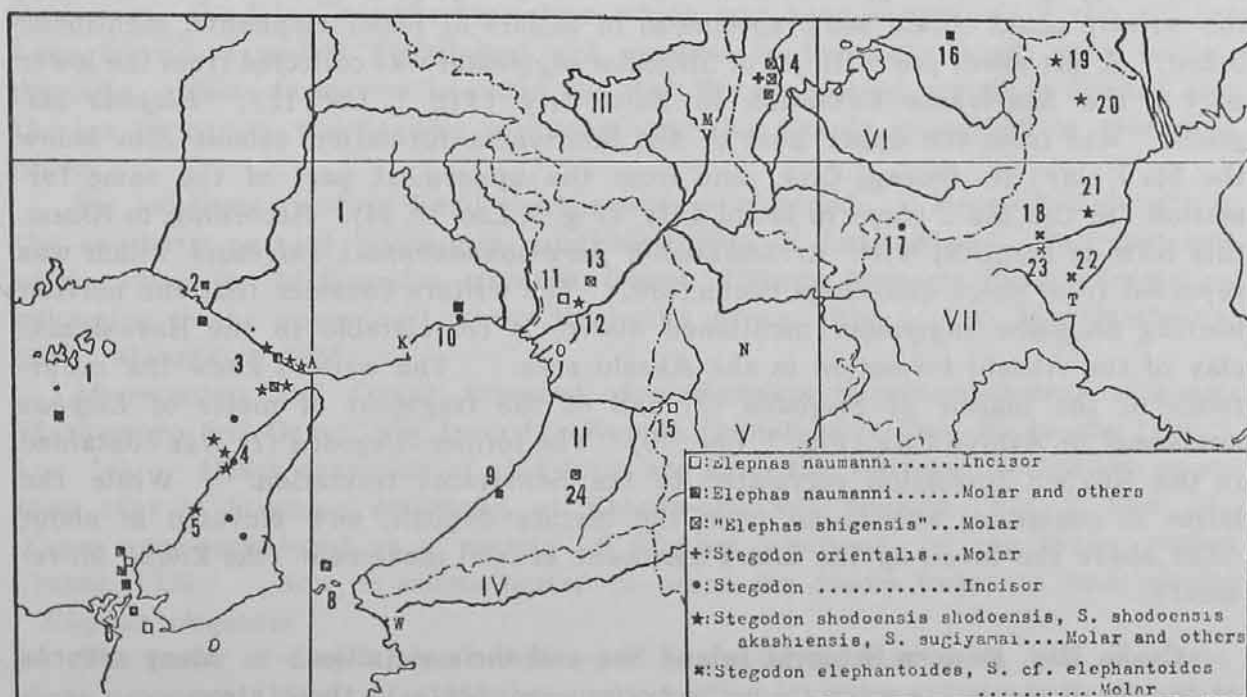 I
III
M
14
16
19
20
2
1
3
4
5
K
10
11
13
12
O
II
24
9
8
W
IV
15
N
V
17
18
21
22
23
T
VII
O
□:Elephas naumanni......Incisor
:Elephas naumanni......Molar and others
:"Elephas shigensis"...Molar
+:Stegodon orientalis...Molar
•:Stegodon .............Incisor
★:Stegodon shodoensis shodoensis, S. shodoensis
akashiensis, S. sugiyamai....Molar and others
:Stegodon elephantoides, S. cf. elephantoides
............Molar